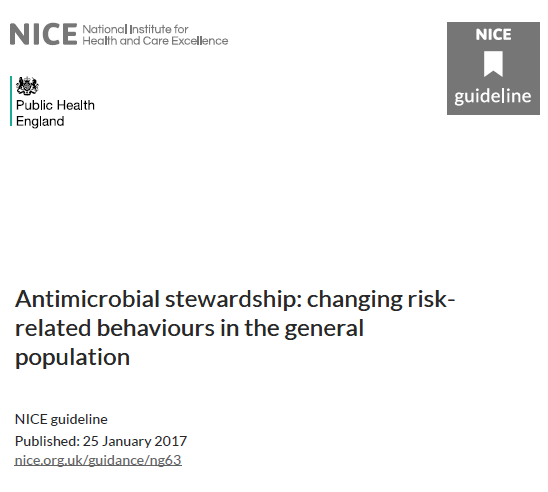 NICE National Institute for
Health and Care Excellence
NICE
guideline
Public Health
England
Antimicrobial stewardship: changing risk-
related behaviours in the general
population
NICE guideline
Published: 25 January 2017
nice.org.uk/guidance/ng63